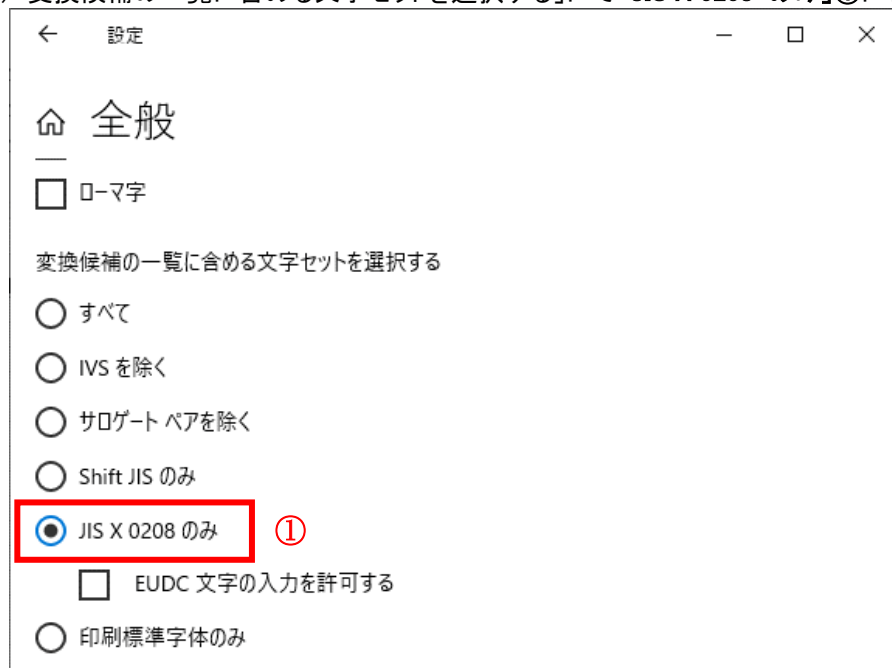 ← 設定
全般
ローマ字
変換候補の一覧に含める文字セットを選択する
すべて
IVS を除く
サロゲート ペアを除く
Shift JIS のみ
JIS X 0208 のみ ①
EUDC 文字の入力を許可する
印刷標準字体のみ